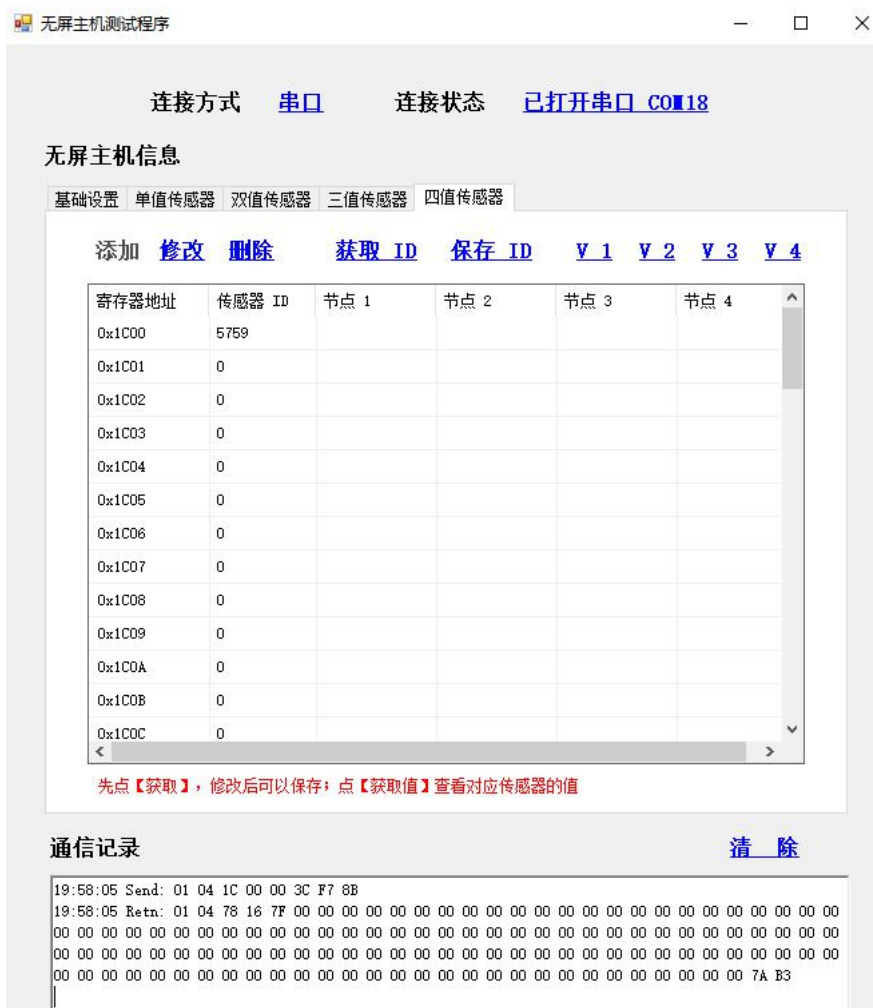 无屏主机测试程序
连接方式 串口 连接状态 已打开串口 COM18
无屏主机信息
基础设置 单值传感器 双值传感器 三值传感器 四值传感器
添加 修改 删除 获取 ID 保存 ID V 1 V 2 V 3 V 4
寄存器地址 传感器 ID 节点 1 节点 2 节点 3 节点 4
0x1C00 5759
0x1C01 0
0x1C02 0
0x1C03 0
0x1C04 0
0x1C05 0
0x1C06 0
0x1C07 0
0x1C08 0
0x1C09 0
0x1C0A 0
0x1C0B 0
0x1C0C 0
先点【获取】，修改后可以保存；点【获取值】查看对应传感器的值
通信记录 清 除
19:58:05 Send: 01 04 1C 00 00 3C F7 8B
19:58:05 Retn: 01 04 78 16 7F 00 00 00 00 00 00 00 00 00 00 00 00 00 00 00 00 00 00 00 00 00 00 00
00 00 00 00 00 00 00 00 00 00 00 00 00 00 00 00 00 00 00 00 00 00 00 00 00 00 00 00 00 00 00 00 00
00 00 00 00 00 00 00 00 00 00 00 00 00 00 00 00 00 00 00 00 00 00 00 00 00 00 00 00 00 00 00 00 00
00 00 00 00 00 00 00 00 00 00 00 00 00 00 00 00 00 00 00 00 00 00 00 00 00 00 00 00 00 7A B3